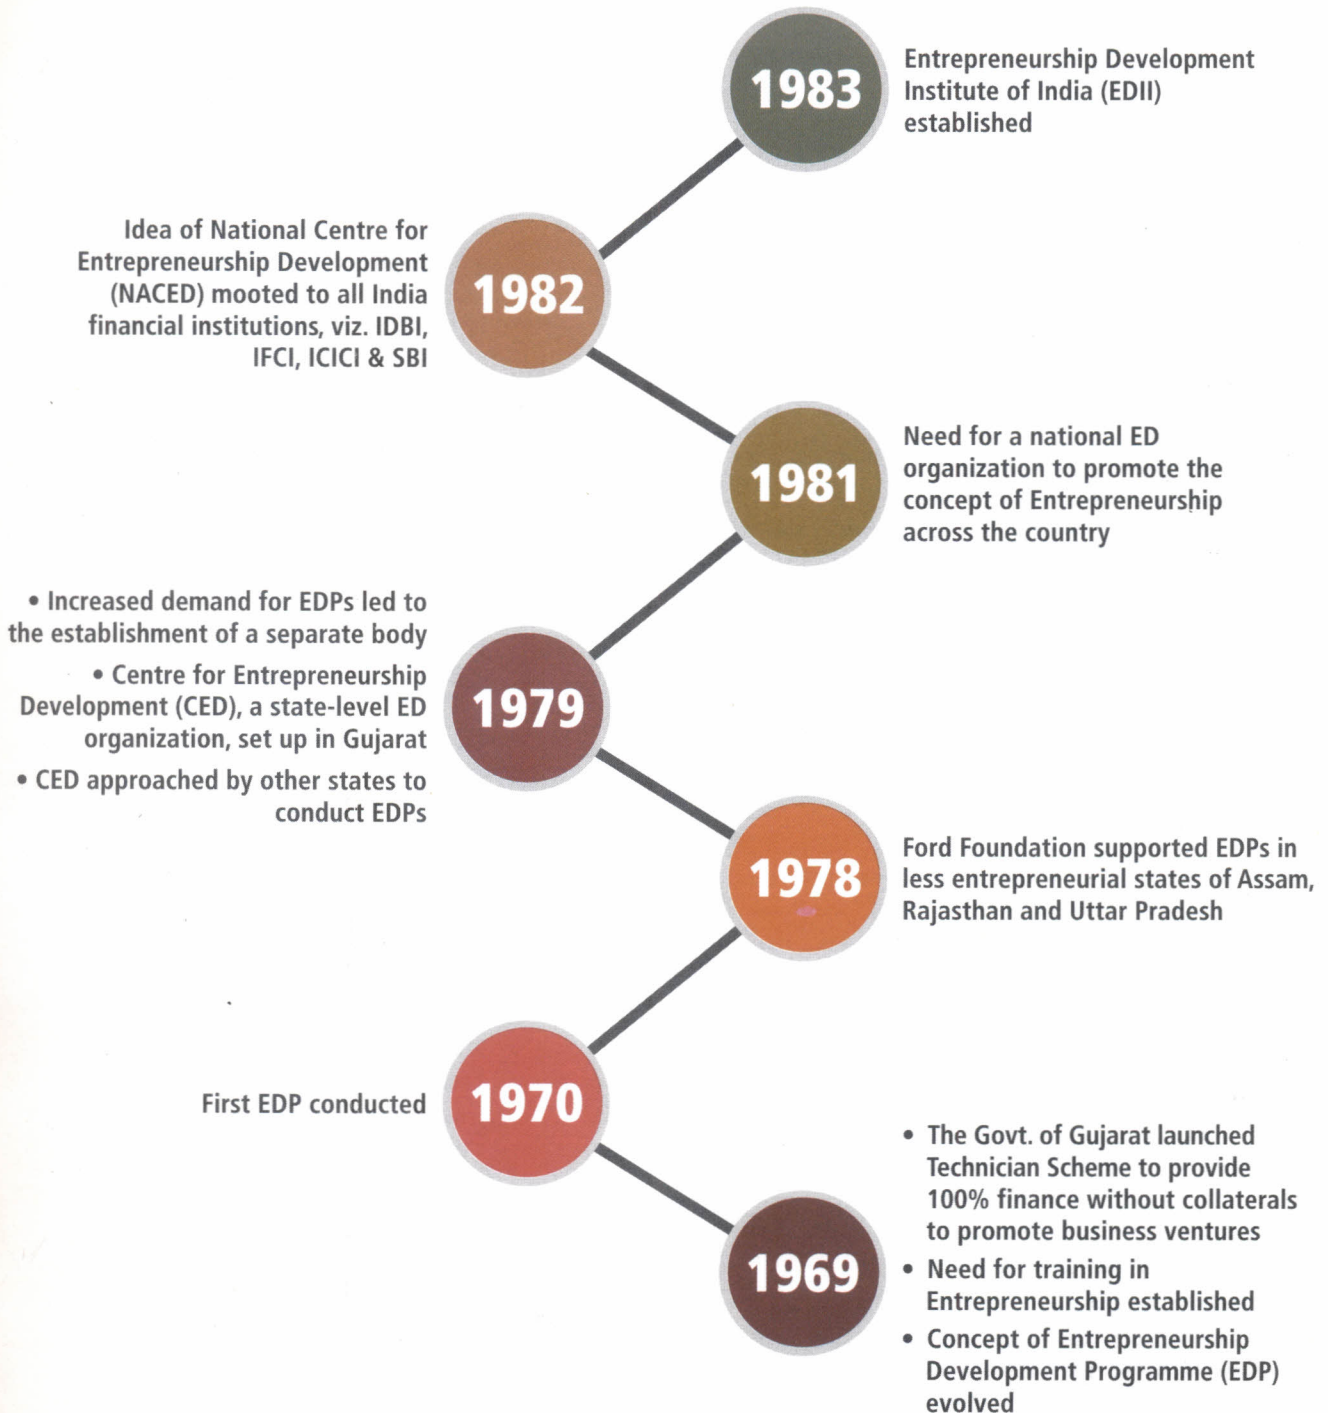 1983
Entrepreneurship Development
Institute of India (EDII)
established
Idea of National Centre for
Entrepreneurship Development
(NACED) mooted to all India
financial institutions, viz. IDBI,
IFCI, ICICI & SBI
1982
1981
Need for a national ED
organization to promote the
concept of Entrepreneurship
across the country
• Increased demand for EDPs led to
the establishment of a separate body
• Centre for Entrepreneurship
Development (CED), a state-level ED
organization, set up in Gujarat
• CED approached by other states to
conduct EDPs
1979
1978
Ford Foundation supported EDPs in
less entrepreneurial states of Assam,
Rajasthan and Uttar Pradesh
First EDP conducted
1970
1969
• The Govt. of Gujarat launched
Technician Scheme to provide
100% finance without collaterals
to promote business ventures
• Need for training in
Entrepreneurship established
• Concept of Entrepreneurship
Development Programme (EDP)
evolved